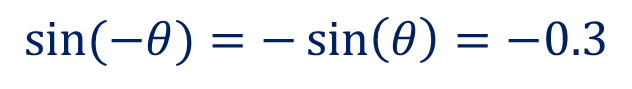 sin(−θ) = − sin(θ) = −0.3